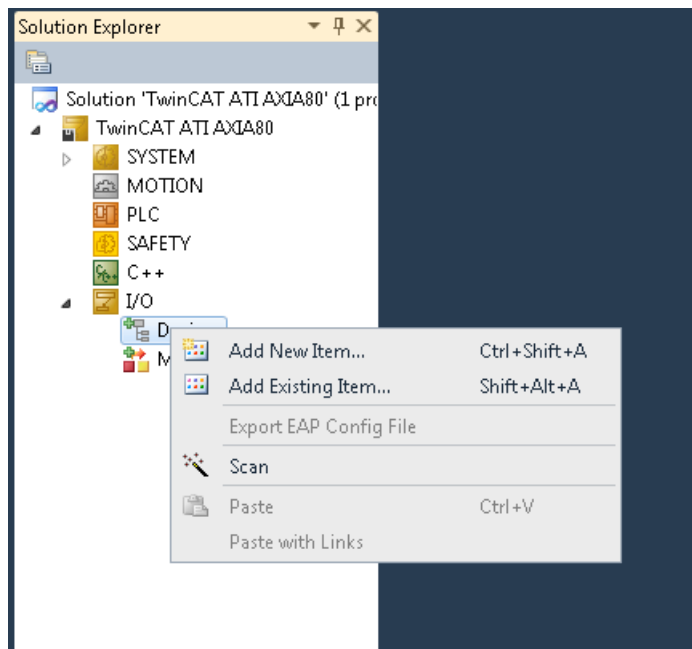 Solution Explorer
Solution 'TwinCAT ATI AXIA80' (1 pro
TwinCAT ATI AXIA80
SYSTEM
MOTION
PLC
SAFETY
C++
I/O
Add New Item... Ctrl+Shift+A
Add Existing Item... Shift+Alt+A
Export EAP Config File
Scan
Paste Ctrl+V
Paste with Links